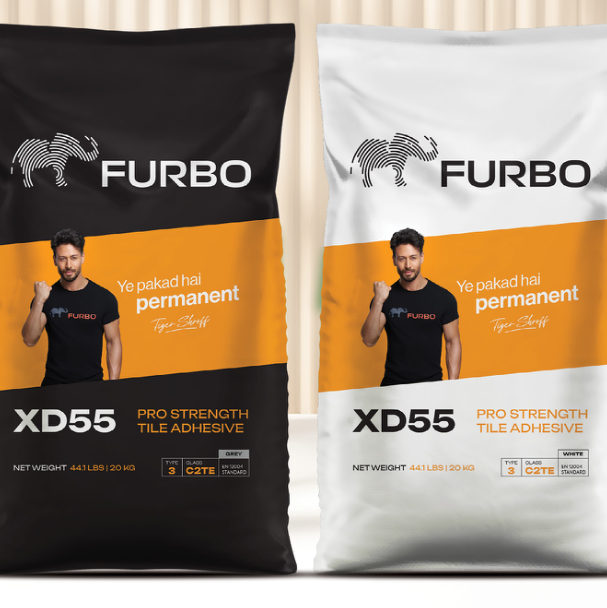 FURBO
Ye pakad hai
permanent
Tiger Shroff
FURBO
XD55
PRO STRENGTH
TILE ADHESIVE
NET WEIGHT 44.1 LBS | 20 KG
GREY
TYPE
3
CLASS
C2TE
EN 12004
STANDARD
FURBO
Ye pakad hai
permanent
Tiger Shroff
FURBO
XD55
PRO STRENGTH
TILE ADHESIVE
NET WEIGHT 44.1 LBS | 20 KG
WHITE
TYPE
3
CLASS
C2TE
EN 12004
STANDARD